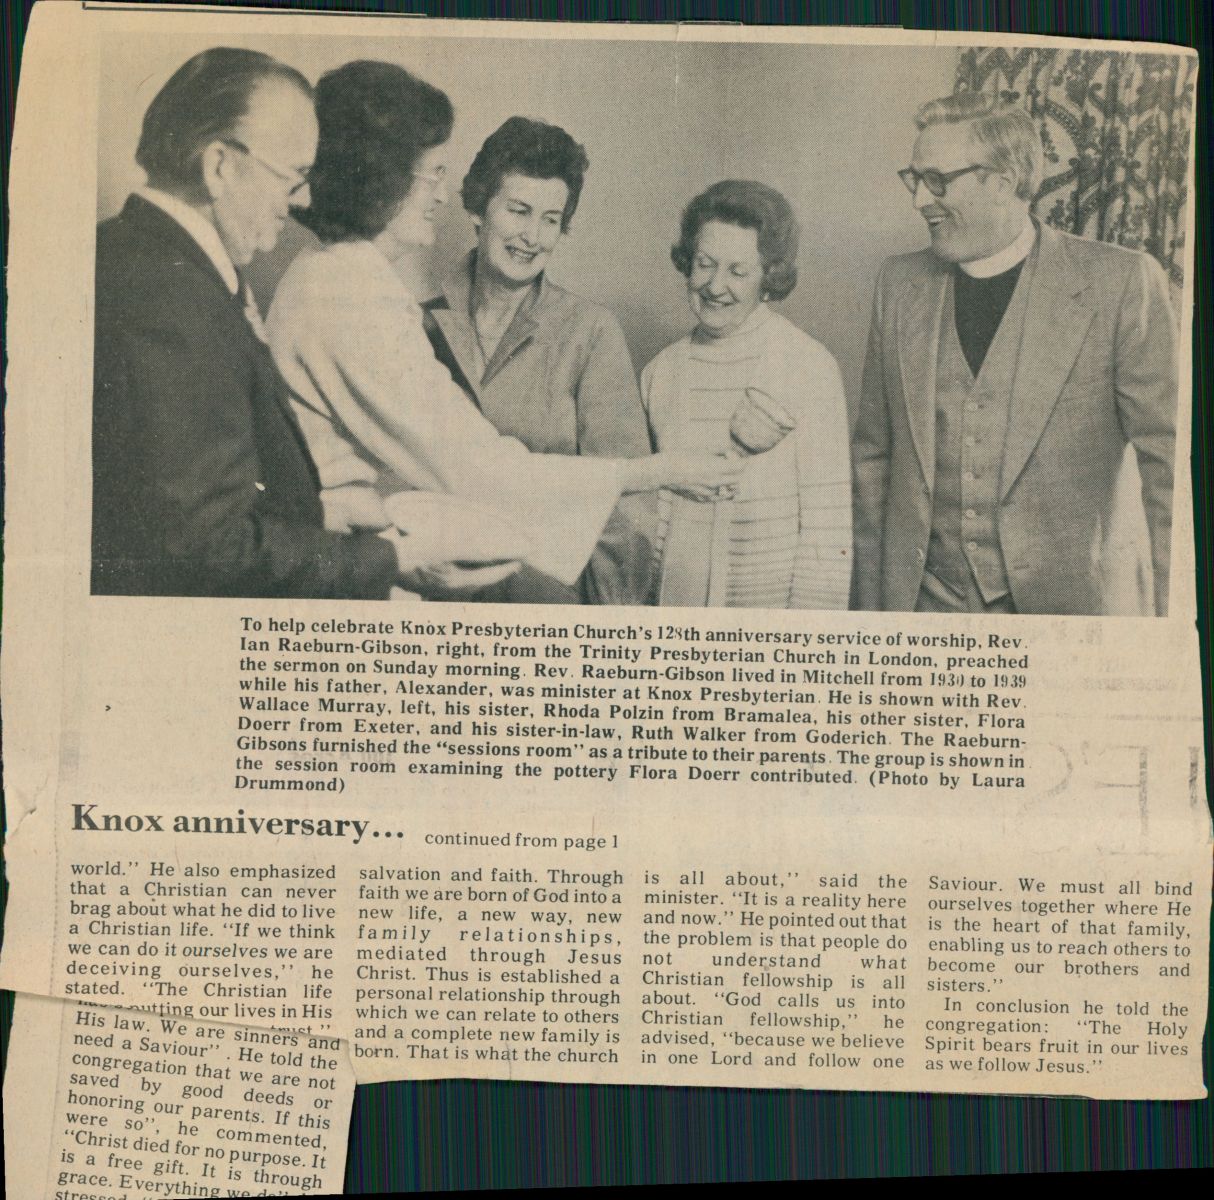 To help celebrate Knox Presbyterian Church's 128th anniversary service of worship, Rev.
Ian Raeburn-Gibson, right, from the Trinity Presbyterian Church in London, preached
the sermon on Sunday morning. Rev. Raeburn-Gibson lived in Mitchell from 1930 to 1939
while his father, Alexander, was minister at Knox Presbyterian. He is shown with Rev.
Wallace Murray, left, his sister, Rhoda Polzin from Bramalea, his other sister, Flora
Doerr from Exeter, and his sister-in-law, Ruth Walker from Goderich. The Raeburn-
Gibsons furnished the "sessions room" as a tribute to their parents. The group is shown in
the session room examining the pottery Flora Doerr contributed. (Photo by Laura
Drummond)
Knox anniversary... continued from page 1
world." He also emphasized
that a Christian can never
brag about what he did to live
a Christian life. "If we think
we can do it ourselves we are
deceiving ourselves," he
stated. "The Christian life
putting our lives in His
trust."
His law. We are sinners and
need a Saviour" . He told the
congregation that we are not
saved by good deeds or
honoring our parents. If this
were so", he commented,
"Christ died for no purpose. It
is a free gift. It is through
grace. Everything we do"
stressed
salvation and faith. Through
faith we are born of God into a
new life, a new way, new
family relationships,
mediated through Jesus
Christ. Thus is established a
personal relationship through
which we can relate to others
and a complete new family is
born. That is what the church
is all about," said the
minister. "It is a reality here
and now." He pointed out that
the problem is that people do
not understand what
Christian fellowship is all
about. "God calls us into
Christian fellowship," he
advised, "because we believe
in one Lord and follow one
Saviour. We must all bind
ourselves together where He
is the heart of that family,
enabling us to reach others to
become our brothers and
sisters."
In conclusion he told the
congregation: "The Holy
Spirit bears fruit in our lives
as we follow Jesus."